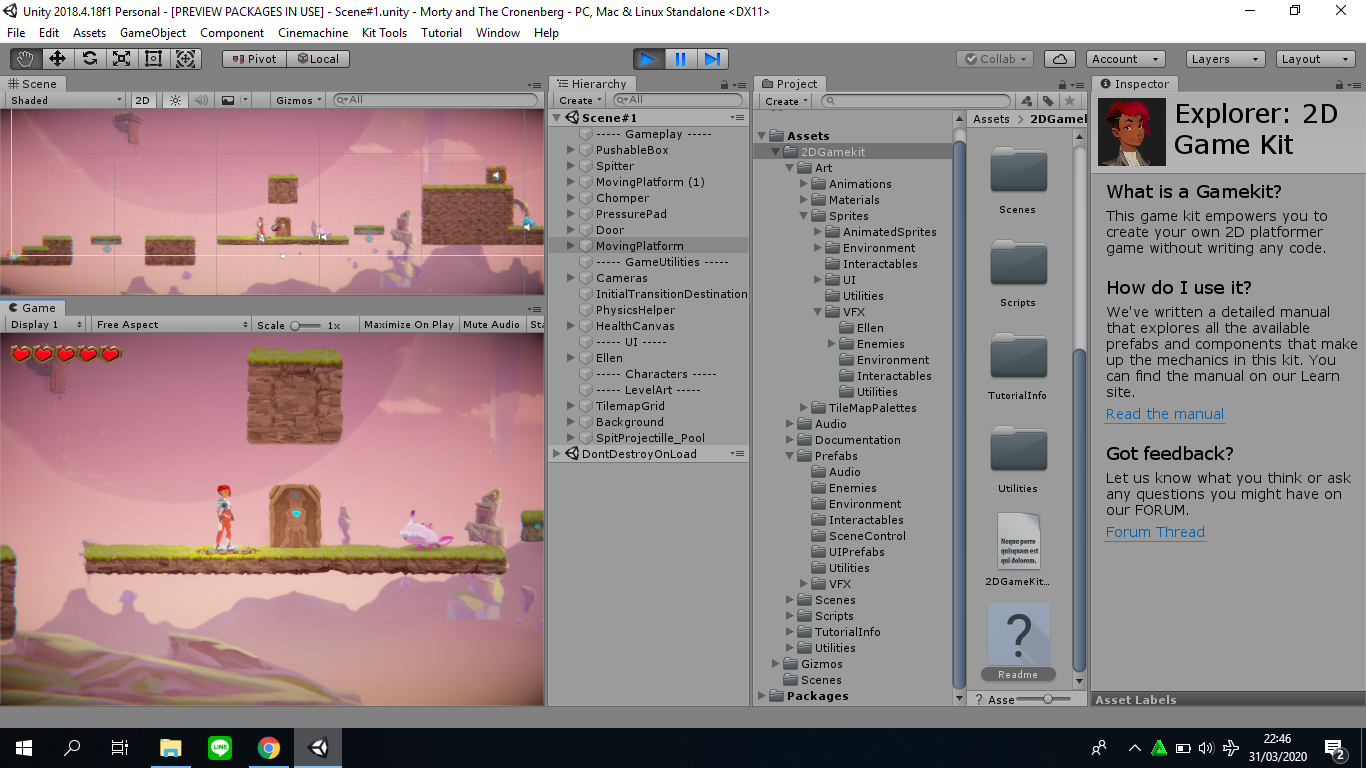 Unity 2018.4.18f1 Personal - [PREVIEW PACKAGES IN USE] - Scene#1.unity - Morty and The Cronenberg - PC, Mac & Linux Standalone <DX11>
File Edit Assets GameObject Component Cinemachine Kit Tools Tutorial Window Help
Pivot Local Collab Account Layers Layout
Scene
Shaded 2D Gizmos All
Game
Display 1 Free Aspect Scale 1x Maximize On Play Mute Audio Sta
Hierarchy
Create All
Scene#1
----- Gameplay -----
PushableBox
Spitter
MovingPlatform (1)
Chomper
PressurePad
Door
MovingPlatform
----- GameUtilities -----
Cameras
InitialTransitionDestination
PhysicsHelper
HealthCanvas
----- UI -----
Ellen
----- Characters -----
----- LevelArt -----
TilemapGrid
Background
SpitProjectille_Pool
DontDestroyOnLoad
Project
Create
Assets
2DGamekit
Art
Animations
Materials
Sprites
AnimatedSprites
Environment
Interactables
UI
Utilities
VFX
Ellen
Enemies
Environment
Interactables
Utilities
TileMapPalettes
Audio
Documentation
Prefabs
Audio
Enemies
Environment
Interactables
SceneControl
UIPrefabs
Utilities
VFX
Scenes
Scripts
TutorialInfo
Utilities
Gizmos
Scenes
Packages
Assets 2DGamel
Scenes
Scripts
TutorialInfo
Utilities
Neque porro
quisquam est
qui dolorem.
2DGameKit...
?
Readme
? Asse
Inspector
Explorer: 2D
Game Kit
What is a Gamekit?
This game kit empowers you to
create your own 2D platformer
game without writing any code.
How do I use it?
We've written a detailed manual
that explores all the available
prefabs and components that make
up the mechanics in this kit. You
can find the manual on our Learn
site.
Read the manual
Got feedback?
Let us know what you think or ask
any questions you might have on
our FORUM.
Forum Thread
Asset Labels
LINE
22:46
31/03/2020
2